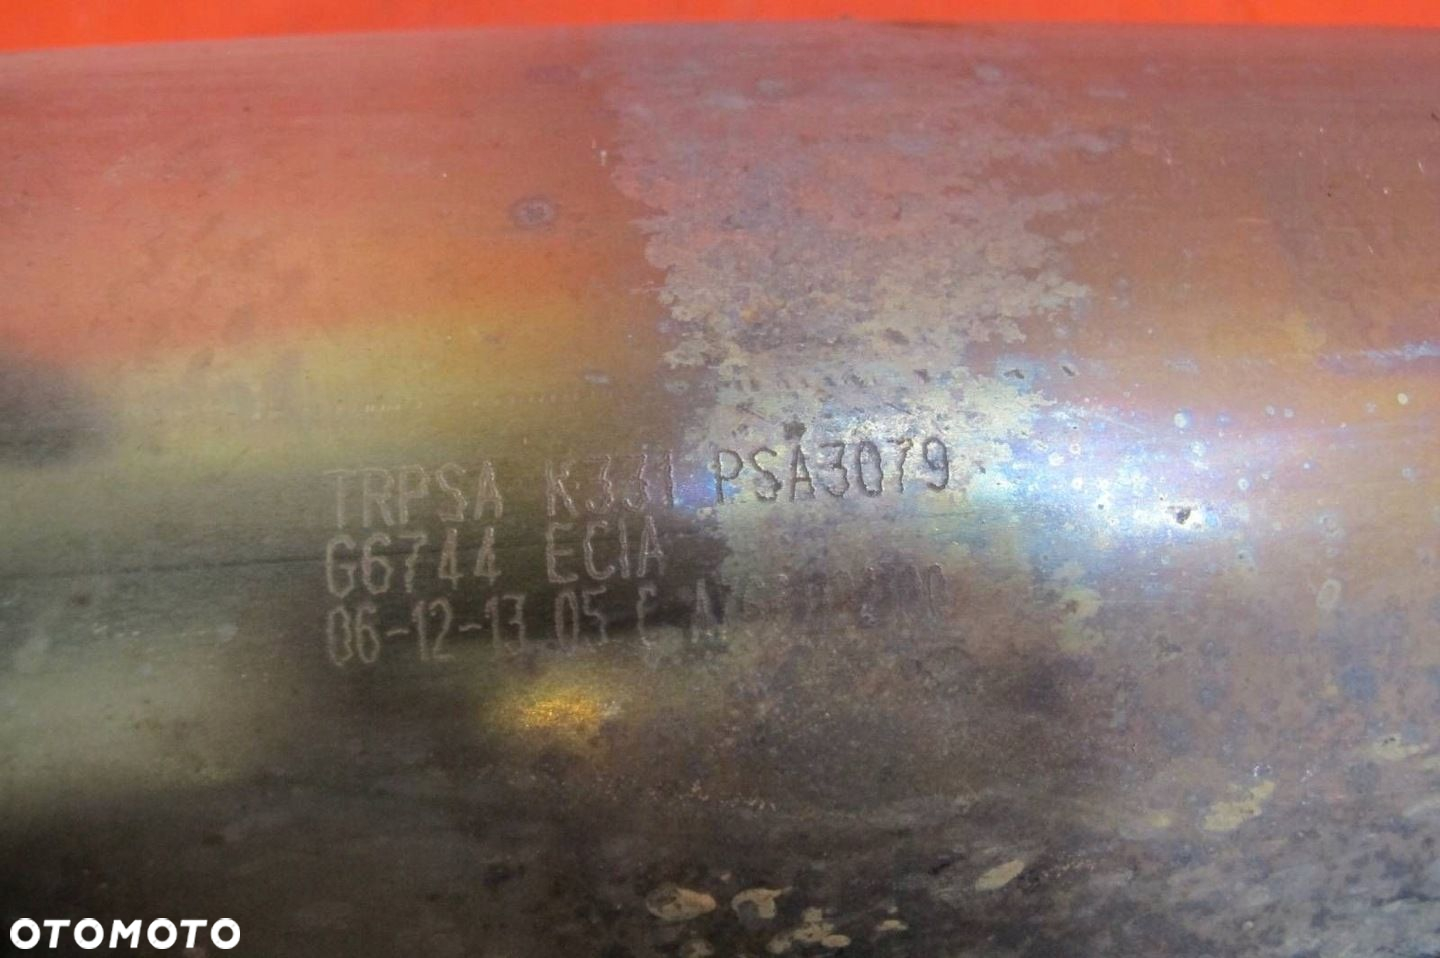 TRPSA K331 PSA3079
G6744 ECIA
06-12-13 05 E
OTOMOTO